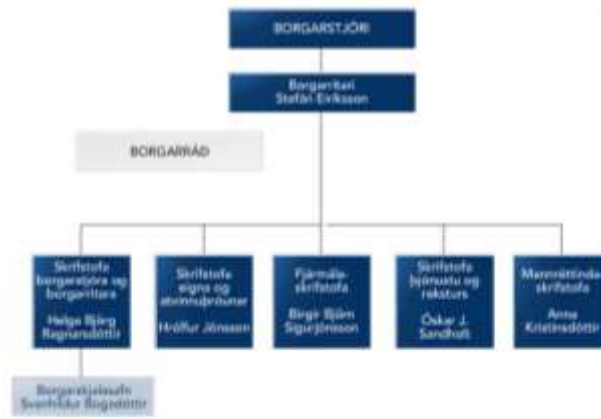 BORGARSTJÓRI
Borgarritari
Stefán Eiríksson
BORGARRÁÐ
Skrifstofa
borgarstjóra og
borgarritara
Helga Björg
Ragnarsdóttir
Skrifstofa
eigna og
atvinnuþróunar
Hrólfur Jónsson
Fjármála-
skrifstofa
Birgir Björn
Sigurjónsson
Skrifstofa
þjónustu og
reksturs
Óskar J.
Sandholt
Mannréttinda-
skrifstofa
Anna
Kristinsdóttir
Borgarskjalasafn
Svanhildur Bogadóttir